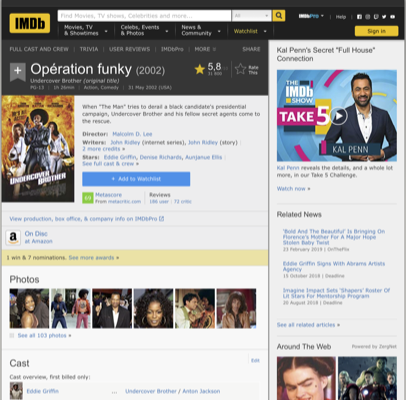 IMDb
Find Movies, TV shows, Celebrities and more...
All
IMDbPro
Help
Movies, TV & Showtimes
Celebs, Events & Photos
News & Community
Watchlist
Sign in
FULL CAST AND CREW | TRIVIA | USER REVIEWS | IMDbPro | MORE
SHARE
Opération funky (2002)
Undercover Brother (original title)
PG-13 | 1h 26min | Action, Comedy | 31 May 2002 (USA)
5,8
Rate This
When "The Man" tries to derail a black candidate's presidential
campaign, Undercover Brother and his fellow secret agents come to
the rescue.
Director: Malcolm D. Lee
Writers: John Ridley (internet series), John Ridley (story) |
2 more credits »
Stars: Eddie Griffin, Denise Richards, Aunjanue Ellis |
See full cast & crew »
+ Add to Watchlist
Metascore
From metacritic.com
Reviews
186 user | 72 critic
UNDERCOVER BROTHER
View production, box office, & company info on IMDbPro
On Disc
at Amazon
1 win & 7 nominations. See more awards »
Photos
See all 103 photos »
Cast
Edit
Cast overview, first billed only:
Eddie Griffin ... Undercover Brother / Anton Jackson
Kal Penn's Secret "Full House"
Connection
THE IMDb SHOW
TAKE 5
KAL PENN
Kal Penn reveals the details, and a whole lot
more, in our Take 5 Challenge.
Watch now »
Related News
'Bold And The Beautiful' Is Bringing On
Florence's Mother For A Major Hope
Stolen Baby Twist
23 February 2019 | OnTheFlix
Eddie Griffin Signs With Abrams Artists
Agency
15 October 2018 | Deadline
Imagine Impact Sets 'Shapers' Roster Of
Lit Stars For Mentorship Program
20 August 2018 | Deadline
See all related articles »
Around The Web
Powered by ZergNet